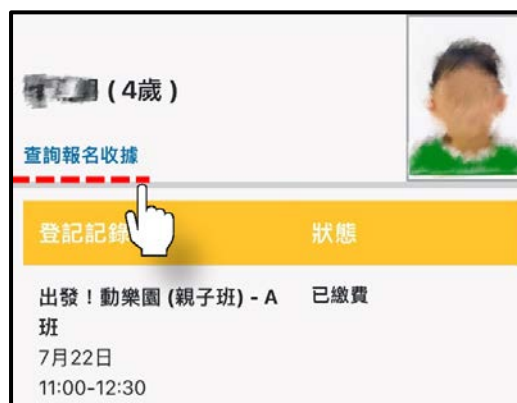 (4歲)
查詢報名收據
登記記錄 狀態
出發！動樂園 (親子班) - A 已繳費
班
7月22日
11:00-12:30